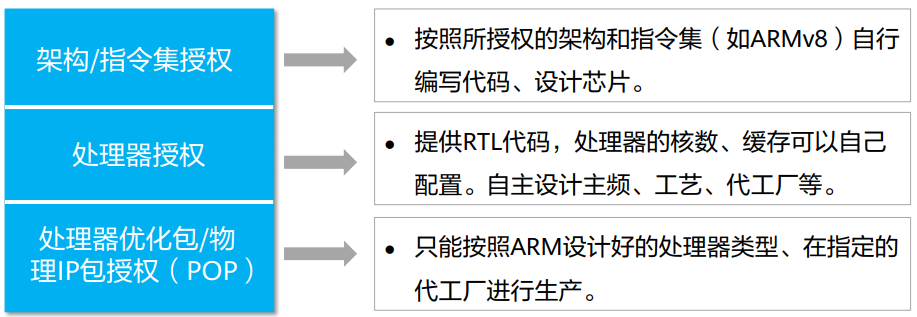 架构/指令集授权
● 按照所授权的架构和指令集（如ARMv8）自行
编写代码、设计芯片。
处理器授权
● 提供RTL代码，处理器的核数、缓存可以自己
配置。自主设计主频、工艺、代工厂等。
处理器优化包/物
理IP包授权（POP）
● 只能按照ARM设计好的处理器类型、在指定的
代工厂进行生产。